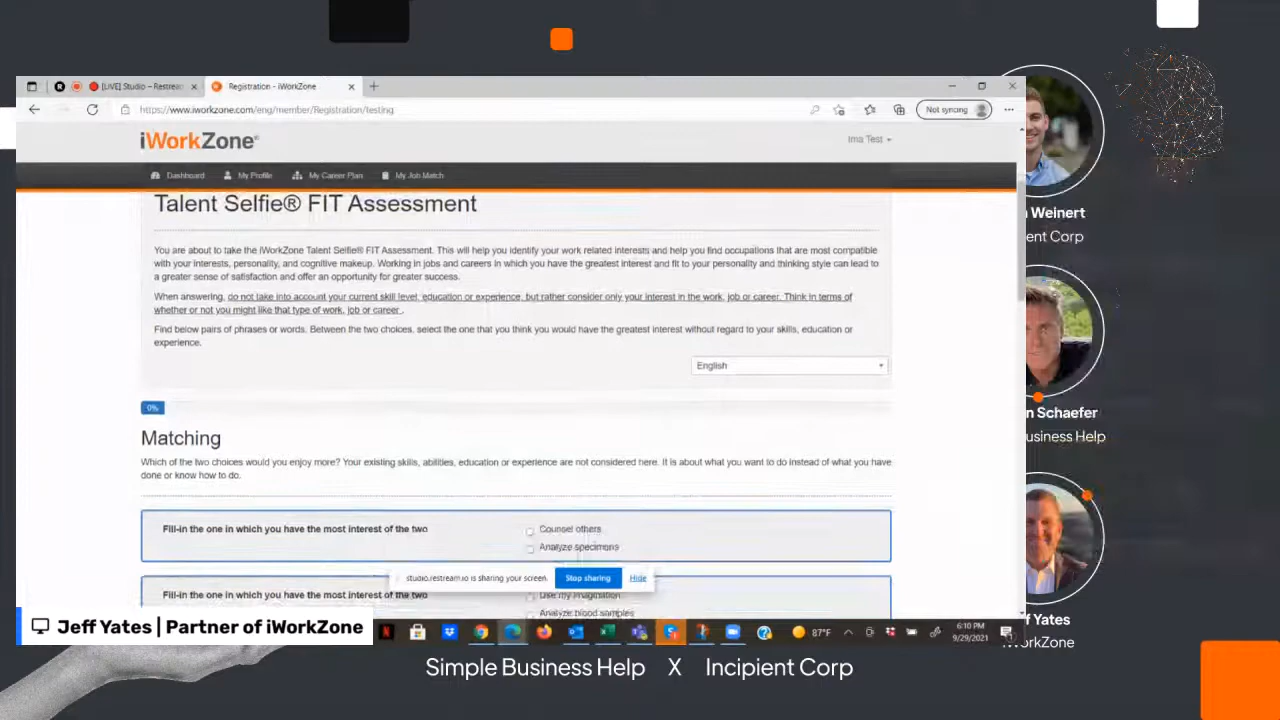 [LIVE] Studio – Restrea
Registration - iWorkZone
https://www.iworkzone.com/eng/member/Registration/testing
Not syncing
iWorkZone®
Ima Test
Dashboard
My Profile
My Career Plan
My Job Match
Talent Selfie® FIT Assessment
You are about to take the iWorkZone Talent Selfie® FIT Assessment. This will help you identify your work related interests and help you find occupations that are most compatible
with your interests, personality, and cognitive makeup. Working in jobs and careers in which you have the greatest interest and fit to your personality and thinking style can lead to
a greater sense of satisfaction and offer an opportunity for greater success.
When answering, do not take into account your current skill level, education or experience, but rather consider only your interest in the work, job or career. Think in terms of
whether or not you might like that type of work, job or career .
Find below pairs of phrases or words. Between the two choices, select the one that you think you would have the greatest interest without regard to your skills, education or
experience.
English
0%
Matching
Which of the two choices would you enjoy more? Your existing skills, abilities, education or experience are not considered here. It is about what you want to do instead of what you have
done or know how to do.
Fill-in the one in which you have the most interest of the two
Counsel others
Analyze specimens
studio.restream.io is sharing your screen.
Stop sharing
Hide
Fill-in the one in which you have the most interest of the two
Use my imagination
Analyze blood samples
87°F
6:10 PM
9/29/2021
Jeff Yates | Partner of iWorkZone
Weinert
ent Corp
n Schaefer
usiness Help
ff Yates
WorkZone
Simple Business Help X Incipient Corp